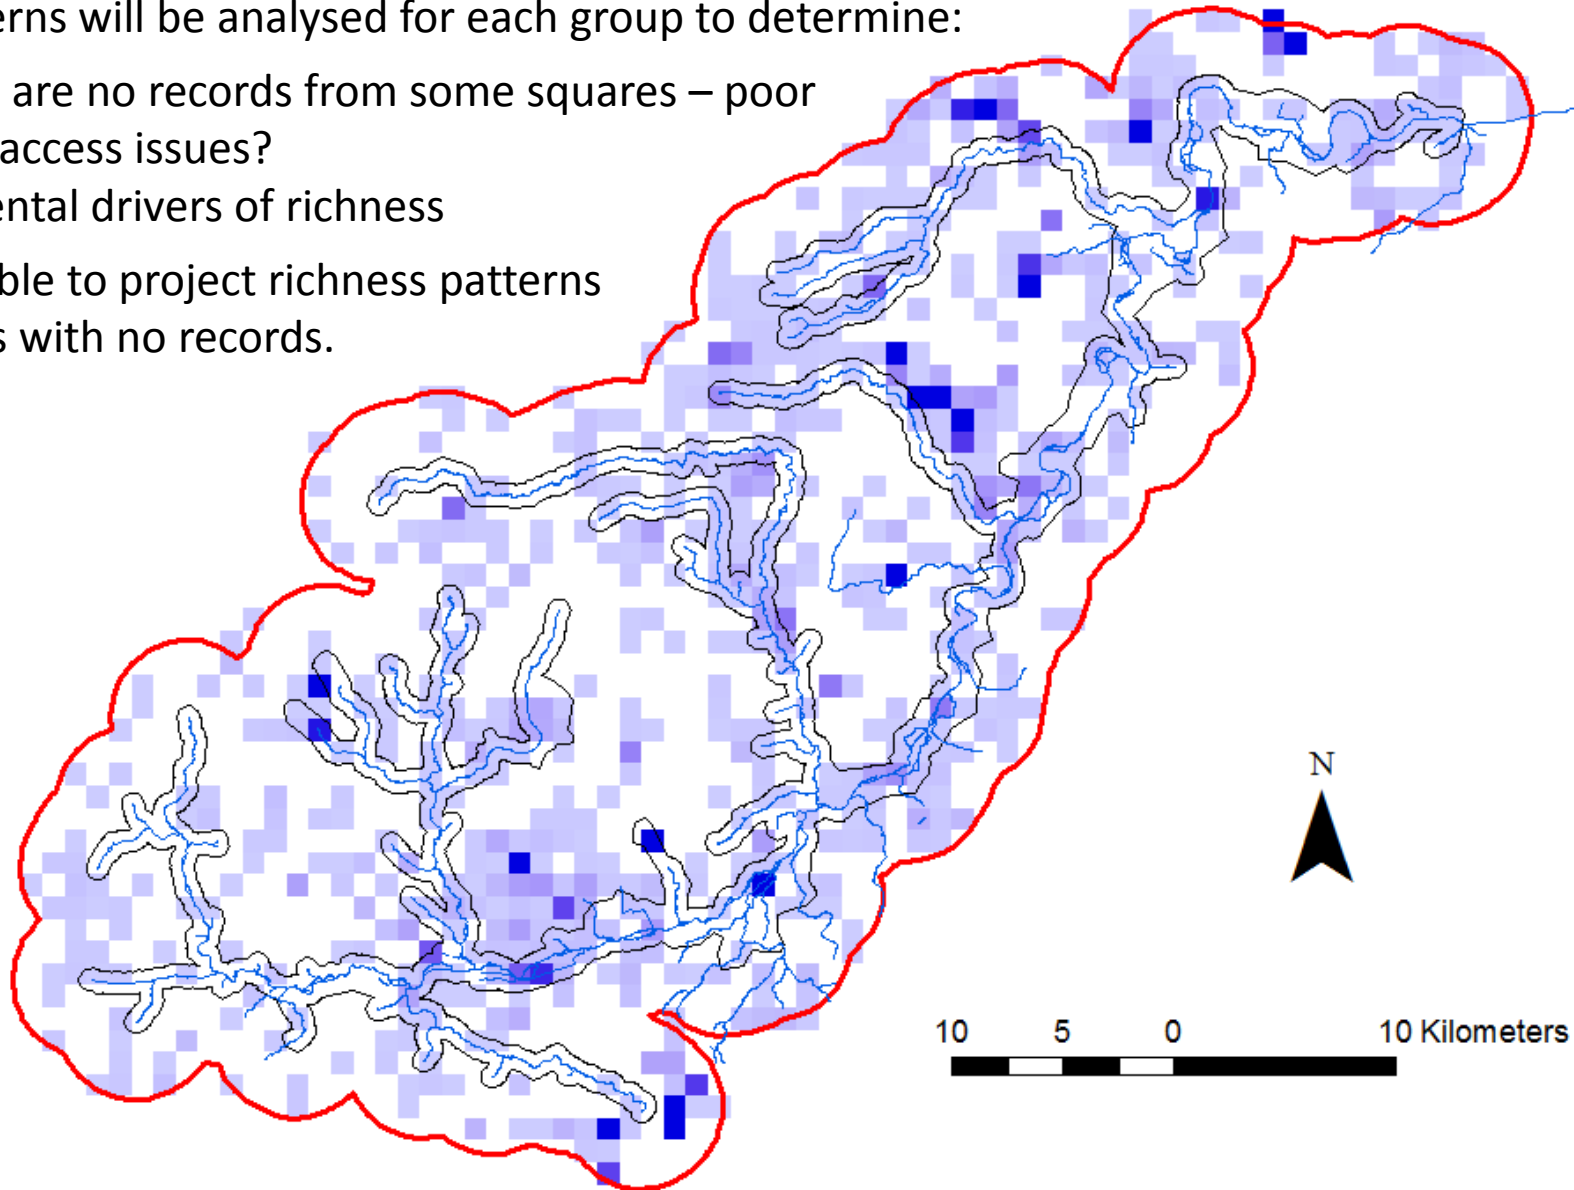 erns will be analysed for each group to determine:
are no records from some squares – poor
access issues?
ental drivers of richness
ble to project richness patterns
s with no records.
N
10 5 0 10 Kilometers